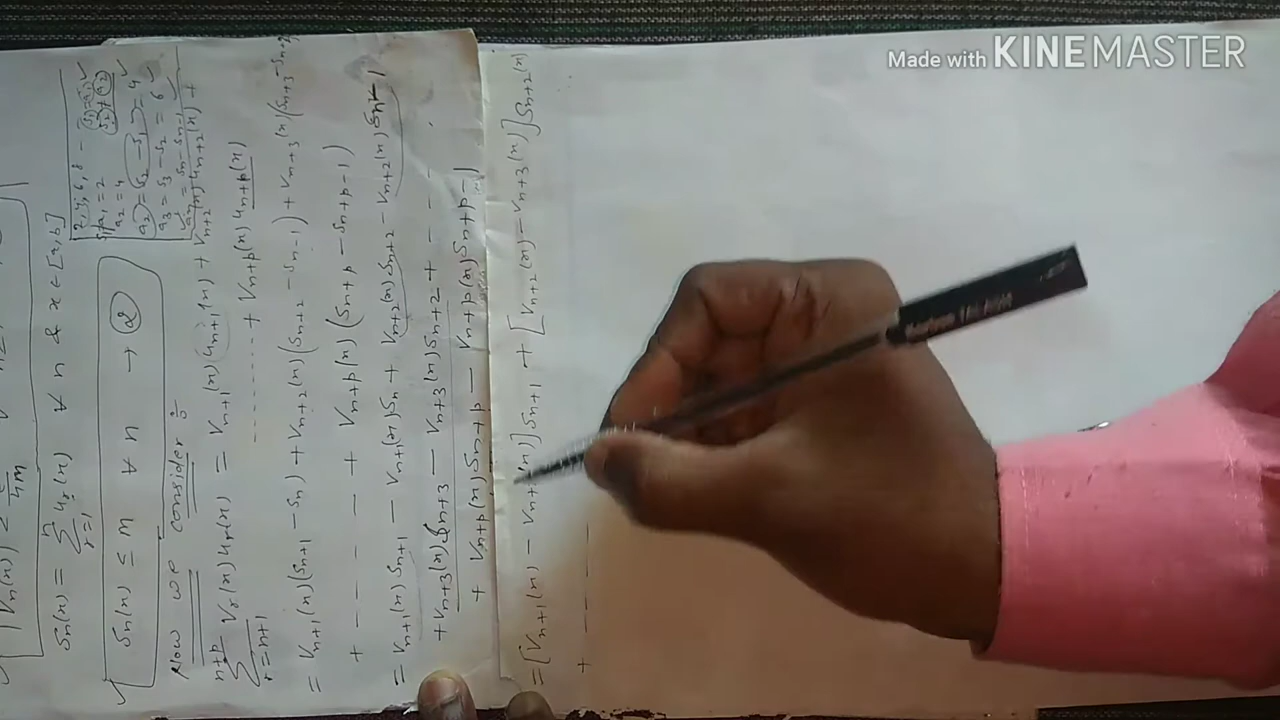 Made with KINEMASTER
|Vn(x)| ≤ ε/4M
Sn(x) = Σ_{r=1}^{n} ur(x) ∀ n & x ∈ [a,b]
Sn(x) ≤ M ∀ n → ②
a1 = 2
a2 = 4
a3 = S3 - S2 = 6
an = Sn - Sn-1
Now we consider :-
Σ_{r=n+1}^{n+p} Vr(x) ur(x) = Vn+1(x) un+1(x) + Vn+2(x) un+2(x) +
------- + Vn+p(x) un+p(x)
= Vn+1(x)(Sn+1 - Sn) + Vn+2(x)(Sn+2 - Sn-1) + Vn+3(x)(Sn+3 - Sn+2)
+ ---- + Vn+p(x)(Sn+p - Sn+p-1)
= Vn+1(x)Sn+1 - Vn+1(x)Sn + Vn+2(x)Sn+2 - Vn+2(x)Sn-1
+ Vn+3(x)Sn+3 - Vn+3(x)Sn+2 + - - -
+ Vn+p(x)Sn+p - Vn+p(x)Sn+p-1
= [Vn+1(x) - Vn+ (x)]Sn+1 + [Vn+2(x) - Vn+3(x)]Sn+2(x)
+ - - - -